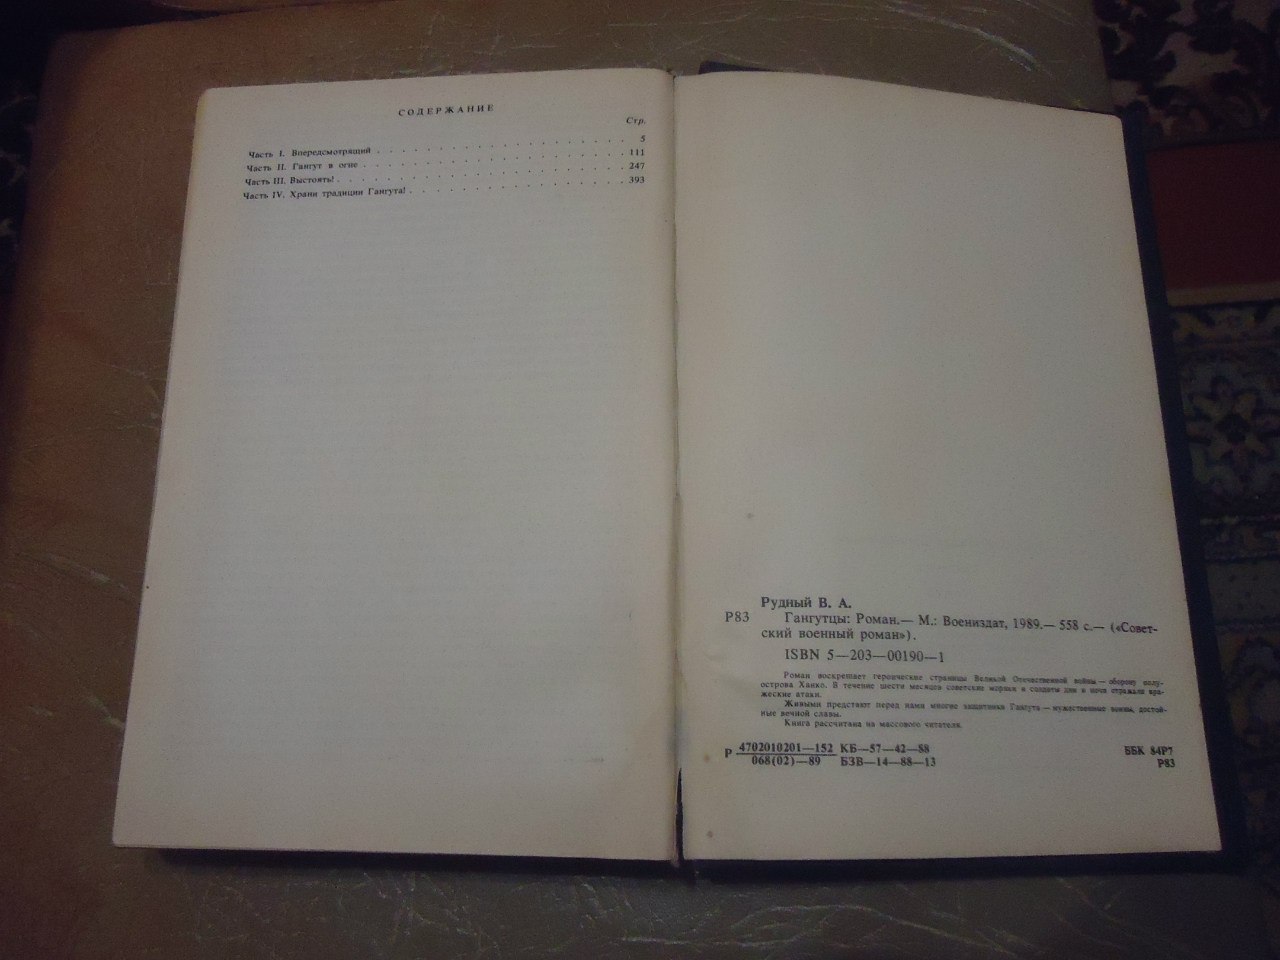 СОДЕРЖАНИЕ
Стр.
Часть I. Впередсмотрящий . . . . . . . . . . . . . . . . . 5
Часть II. Гангут в огне . . . . . . . . . . . . . . . . . 111
Часть III. Выстоять! . . . . . . . . . . . . . . . . . . 247
Часть IV. Храни традиции Гангута! . . . . . . . . . . . . . 393
Рудный В. А.
Р83 Гангутцы: Роман.— М.: Воениздат, 1989.— 558 с.— («Совет-
ский военный роман»).
ISBN 5—203—00190—1
Роман воскрешает героические страницы Великой Отечественной войны — оборону полу-
острова Ханко. В течение шести месяцев советские моряки и солдаты дни и ночи отражали вра-
жеские атаки.
Живыми предстают перед нами многие защитники Гангута — мужественные воины, достой-
ные вечной славы.
Книга рассчитана на массового читателя.
Р 4702010201—152 КБ—57—42—88 ББК 84Р7
068(02)—89 БЗВ—14—88—13 Р83